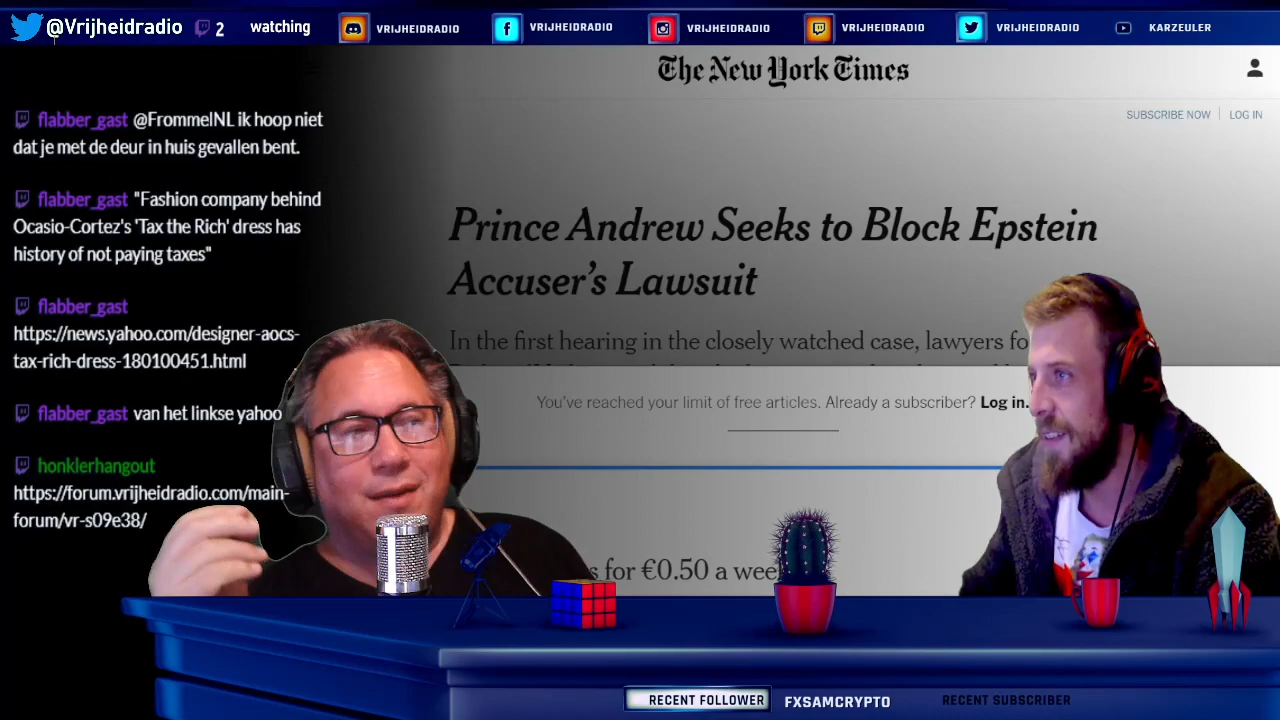 @Vrijheidradio 2 watching VRIJHEIDRADIO VRIJHEIDRADIO VRIJHEIDRADIO VRIJHEIDRADIO VRIJHEIDRADIO KARZEULER
The New York Times
SUBSCRIBE NOW LOG IN
flabber_gast @FrommelNL ik hoop niet
dat je met de deur in huis gevallen bent.
flabber_gast "Fashion company behind
Ocasio-Cortez's 'Tax the Rich' dress has
history of not paying taxes"
flabber_gast
https://news.yahoo.com/designer-aocs-
tax-rich-dress-180100451.html
flabber_gast van het linkse yahoo
honklerhangout
https://forum.vrijheidradio.com/main-
forum/vr-s09e38/
Prince Andrew Seeks to Block Epstein
Accuser's Lawsuit
In the first hearing in the closely watched case, lawyers fo
You've reached your limit of free articles. Already a subscriber? Log in.
s for €0.50 a wee
RECENT FOLLOWER FXSAMCRYPTO RECENT SUBSCRIBER